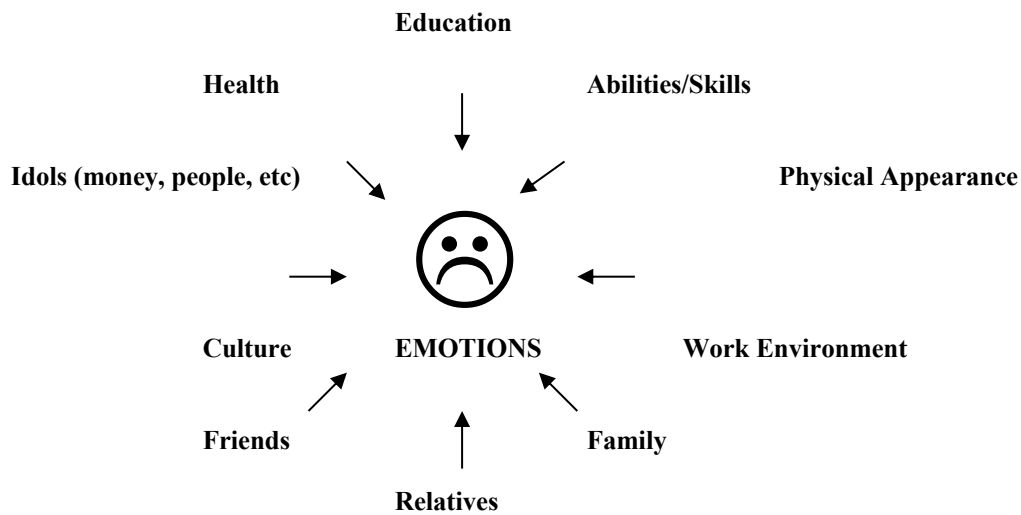 Education
Health Abilities/Skills
Idols (money, people, etc) Physical Appearance
Culture EMOTIONS Work Environment
Friends Family
Relatives